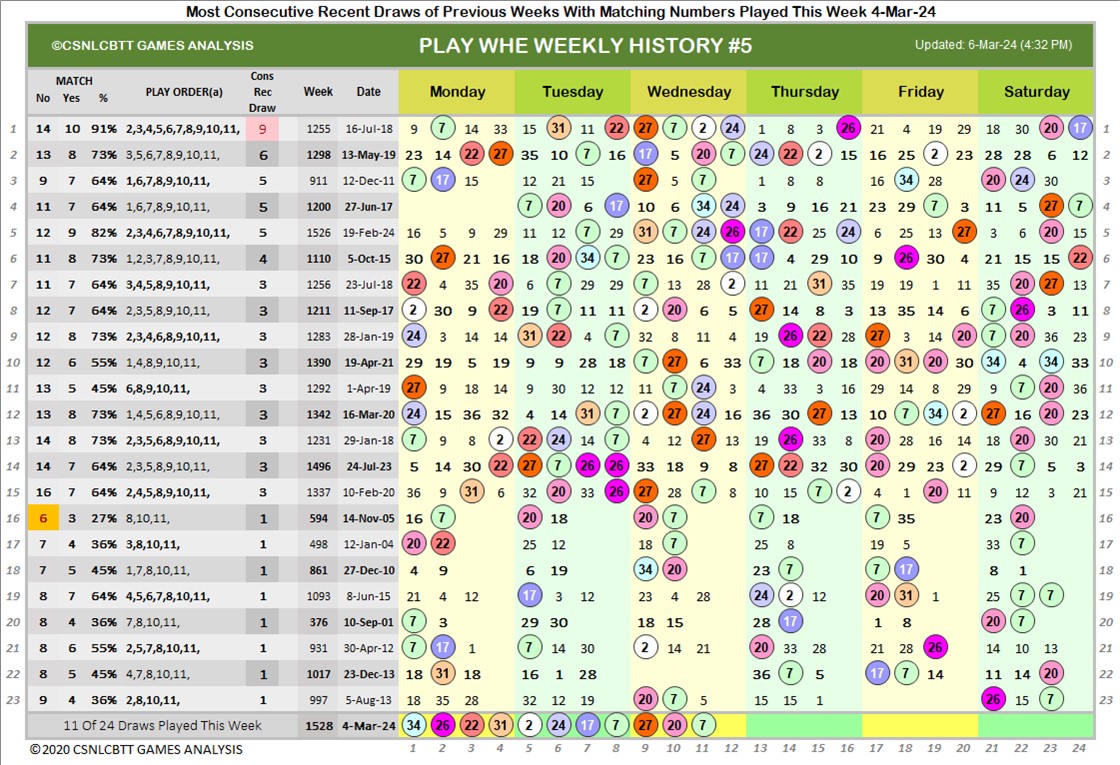 Most Consecutive Recent Draws of Previous Weeks With Matching Numbers Played This Week 4-Mar-24
©CSNLCBTT GAMES ANALYSIS PLAY WHE WEEKLY HISTORY #5 Updated: 6-Mar-24 (4:32 PM)
No MATCH Yes % PLAY ORDER(a) Cons Rec Draw Week Date Monday Tuesday Wednesday Thursday Friday Saturday
1 14 10 91% 2,3,4,5,6,7,8,9,10,11, 9 1255 16-Jul-18 9 7 14 33 15 31 11 22 27 7 2 24 1 8 3 26 21 4 19 29 18 30 20 17 1
2 13 8 73% 3,5,6,7,8,9,10,11, 6 1298 13-May-19 23 14 22 27 35 10 7 16 17 5 20 7 24 22 2 15 16 25 2 23 28 28 6 12 2
3 9 7 64% 1,6,7,8,9,10,11, 5 911 12-Dec-11 7 17 15 12 21 15 27 5 7 1 8 8 16 34 28 20 24 30 3
4 11 7 64% 1,6,7,8,9,10,11, 5 1200 27-Jun-17 7 20 6 17 10 6 34 24 3 9 16 21 23 29 7 3 11 5 27 7 4
5 12 9 82% 2,3,4,6,7,8,9,10,11, 5 1526 19-Feb-24 16 5 9 29 11 12 7 29 31 7 24 26 17 22 25 24 6 25 13 27 3 6 20 15 5
6 11 8 73% 1,2,3,7,8,9,10,11, 4 1110 5-Oct-15 30 27 21 16 18 20 34 7 23 16 7 17 17 4 29 10 9 26 30 4 21 15 15 22 6
7 11 7 64% 3,4,5,8,9,10,11, 3 1256 23-Jul-18 22 4 35 20 6 7 29 29 7 13 28 2 11 21 31 35 19 19 1 11 35 20 27 13 7
8 12 7 64% 2,3,5,8,9,10,11, 3 1211 11-Sep-17 2 30 9 22 19 7 11 11 2 20 6 5 27 14 8 3 13 35 14 6 7 26 3 11 8
9 12 8 73% 2,3,4,6,8,9,10,11, 3 1283 28-Jan-19 24 3 14 14 31 22 4 7 32 8 11 4 19 26 22 28 27 3 14 20 7 20 36 23 9
10 12 6 55% 1,4,8,9,10,11, 3 1390 19-Apr-21 29 19 5 19 9 9 28 18 7 27 6 33 7 18 20 18 20 31 20 30 34 4 34 33 10
11 13 5 45% 6,8,9,10,11, 3 1292 1-Apr-19 27 9 18 14 9 30 12 12 11 7 24 3 4 33 3 16 29 14 8 29 9 7 20 36 11
12 13 8 73% 1,4,5,6,8,9,10,11, 3 1342 16-Mar-20 24 15 36 32 4 14 31 7 2 27 24 16 36 30 27 13 10 7 34 2 27 16 20 23 12
13 14 8 73% 2,3,5,6,8,9,10,11, 3 1231 29-Jan-18 7 9 8 2 22 24 14 7 4 12 27 13 19 26 33 8 20 28 16 14 18 20 30 21 13
14 14 7 64% 2,3,5,8,9,10,11, 3 1496 24-Jul-23 5 14 30 22 27 7 26 26 33 18 9 8 27 22 32 30 20 29 23 2 29 7 5 3 14
15 16 7 64% 2,4,5,8,9,10,11, 3 1337 10-Feb-20 36 9 31 6 32 20 33 26 27 28 7 8 10 15 7 2 4 1 20 11 9 12 3 21 15
16 6 3 27% 8,10,11, 1 594 14-Nov-05 16 7 20 18 20 7 7 18 7 35 23 20 16
17 7 4 36% 3,8,10,11, 1 498 12-Jan-04 20 22 25 12 18 7 25 8 19 5 33 7 17
18 7 5 45% 1,7,8,10,11, 1 861 27-Dec-10 4 9 6 19 34 20 23 7 7 17 8 1 18
19 8 7 64% 4,5,6,7,8,10,11, 1 1093 8-Jun-15 21 4 12 17 3 12 23 4 28 24 2 12 20 31 1 25 7 7 19
20 8 4 36% 7,8,10,11, 1 376 10-Sep-01 7 3 29 30 18 15 28 17 1 8 20 7 20
21 8 6 55% 2,5,7,8,10,11, 1 931 30-Apr-12 7 17 1 7 14 30 2 14 21 20 33 28 21 28 26 14 10 13 21
22 8 5 45% 4,7,8,10,11, 1 1017 23-Dec-13 18 31 18 16 1 28 36 7 5 17 7 14 11 14 20 22
23 9 4 36% 2,8,10,11, 1 997 5-Aug-13 18 35 28 32 12 19 20 7 5 15 15 1 26 15 7 23
11 Of 24 Draws Played This Week 1528 4-Mar-24 34 26 22 31 2 24 17 7 27 20 7
©2020 CSNLCBTT GAMES ANALYSIS 1 2 3 4 5 6 7 8 9 10 11 12 13 14 15 16 17 18 19 20 21 22 23 24